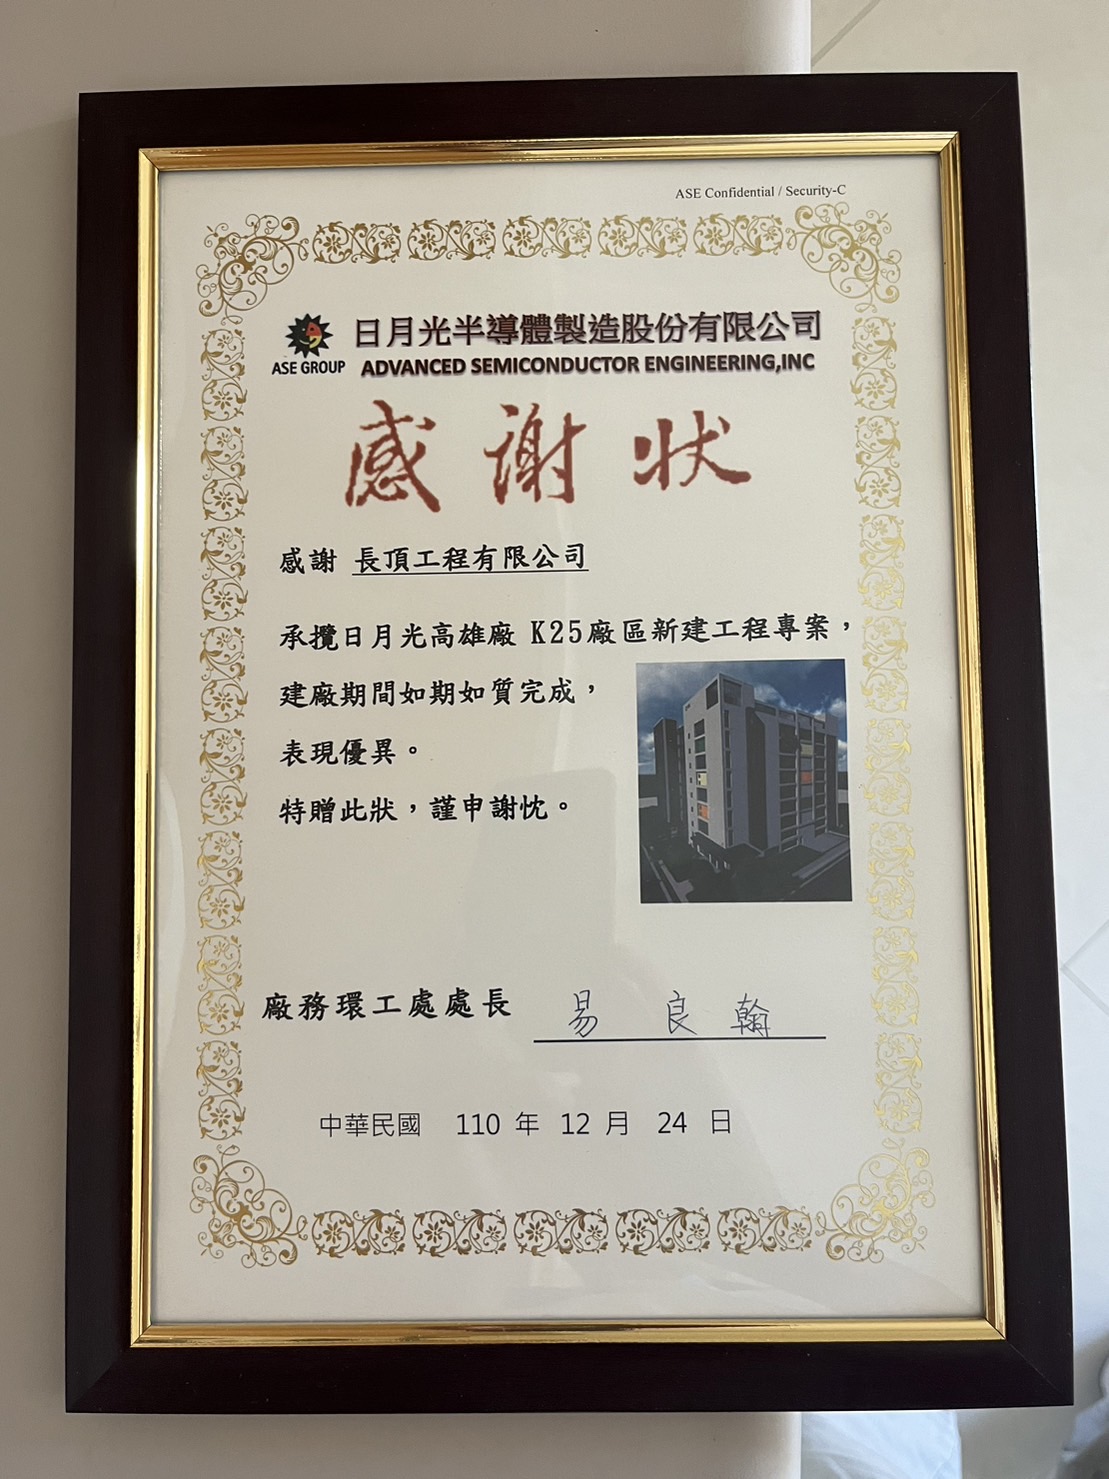 ASE Confidential / Security-C
日月光半導體製造股份有限公司
ASE GROUP
ADVANCED SEMICONDUCTOR ENGINEERING,INC
感謝狀
感謝 長頂工程有限公司
承攬日月光高雄廠 K25廠區新建工程專案，
建廠期間如期如質完成，
表現優異。
特贈此狀，謹申謝忱。
廠務環工處處長 易良翰
中華民國 110 年 12 月 24 日